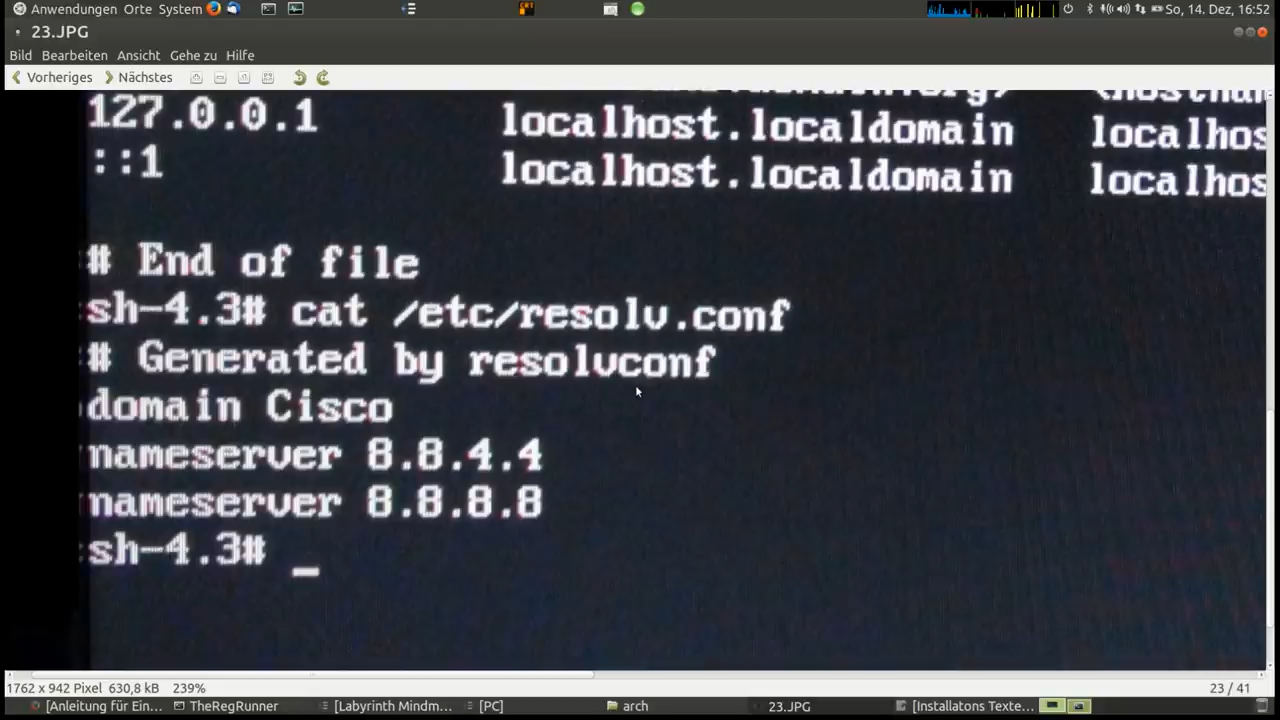 Anwendungen Orte System
So, 14. Dez, 16:52
23.JPG
Bild Bearbeiten Ansicht Gehe zu Hilfe
Vorheriges Nächstes
127.0.0.1 localhost.localdomain localhos
::1 localhost.localdomain localhos
# End of file
sh-4.3# cat /etc/resolv.conf
# Generated by resolvconf
domain Cisco
nameserver 8.8.4.4
nameserver 8.8.8.8
sh-4.3# _
1762 x 942 Pixel 630,8 kB 239% 23 / 41
[Anleitung für Ein... TheRegRunner [Labyrinth Mindm... [PC] arch 23.JPG [Installatons Texte...